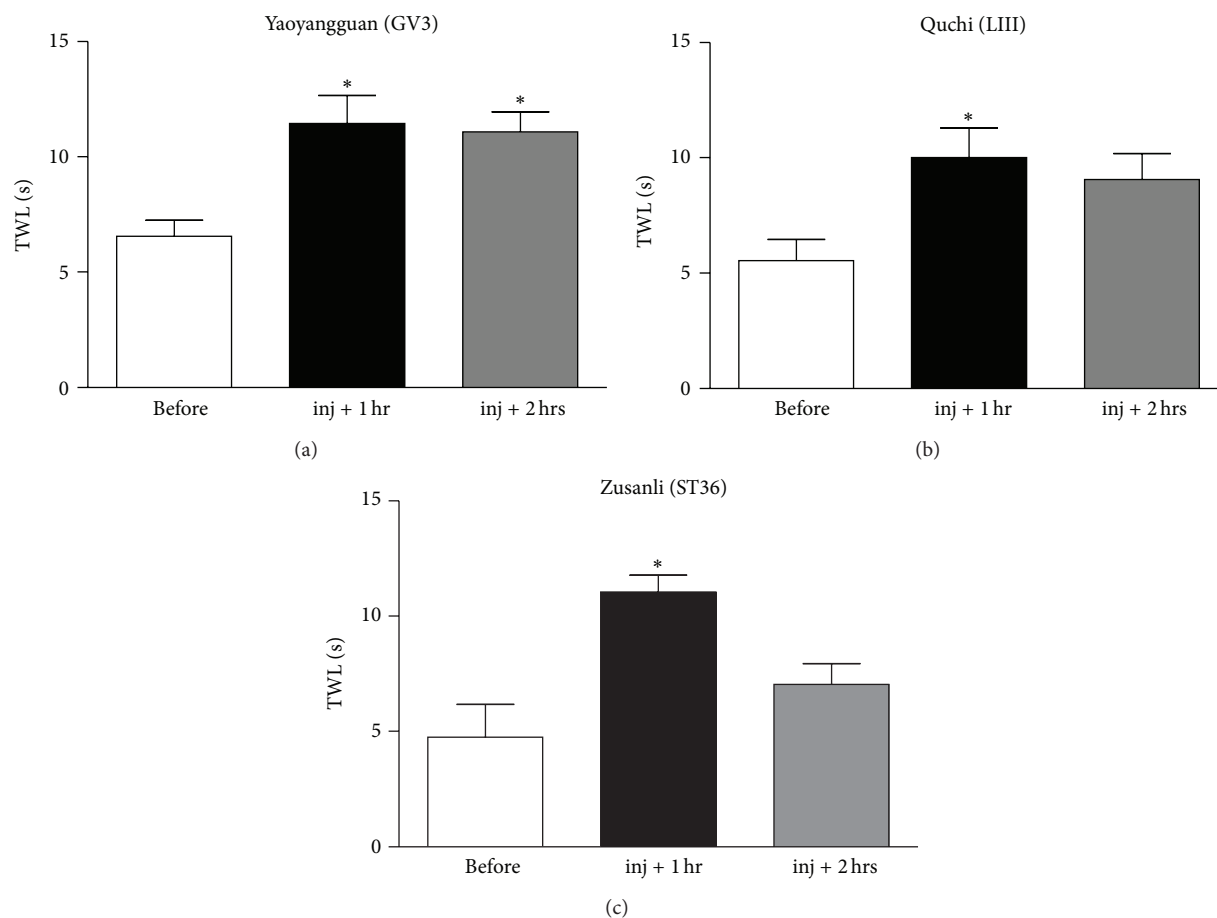 Yaoyangguan (GV3)
15
10
5
0
TWL (s)
*
*
Before
inj + 1 hr
inj + 2 hrs
(a)
Quchi (LIII)
15
10
5
0
TWL (s)
*
Before
inj + 1 hr
inj + 2 hrs
(b)
Zusanli (ST36)
15
10
5
0
TWL (s)
*
Before
inj + 1 hr
inj + 2 hrs
(c)